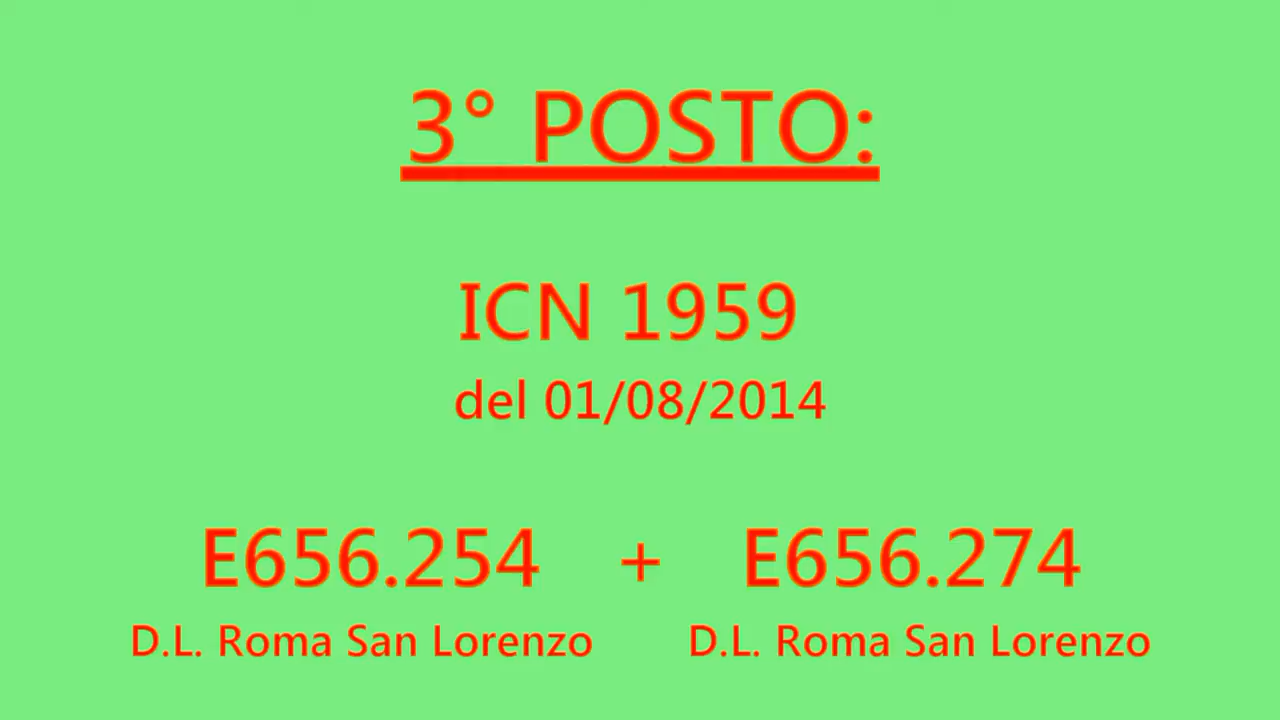 3° POSTO:
ICN 1959
del 01/08/2014
E656.254 + E656.274
D.L. Roma San Lorenzo D.L. Roma San Lorenzo